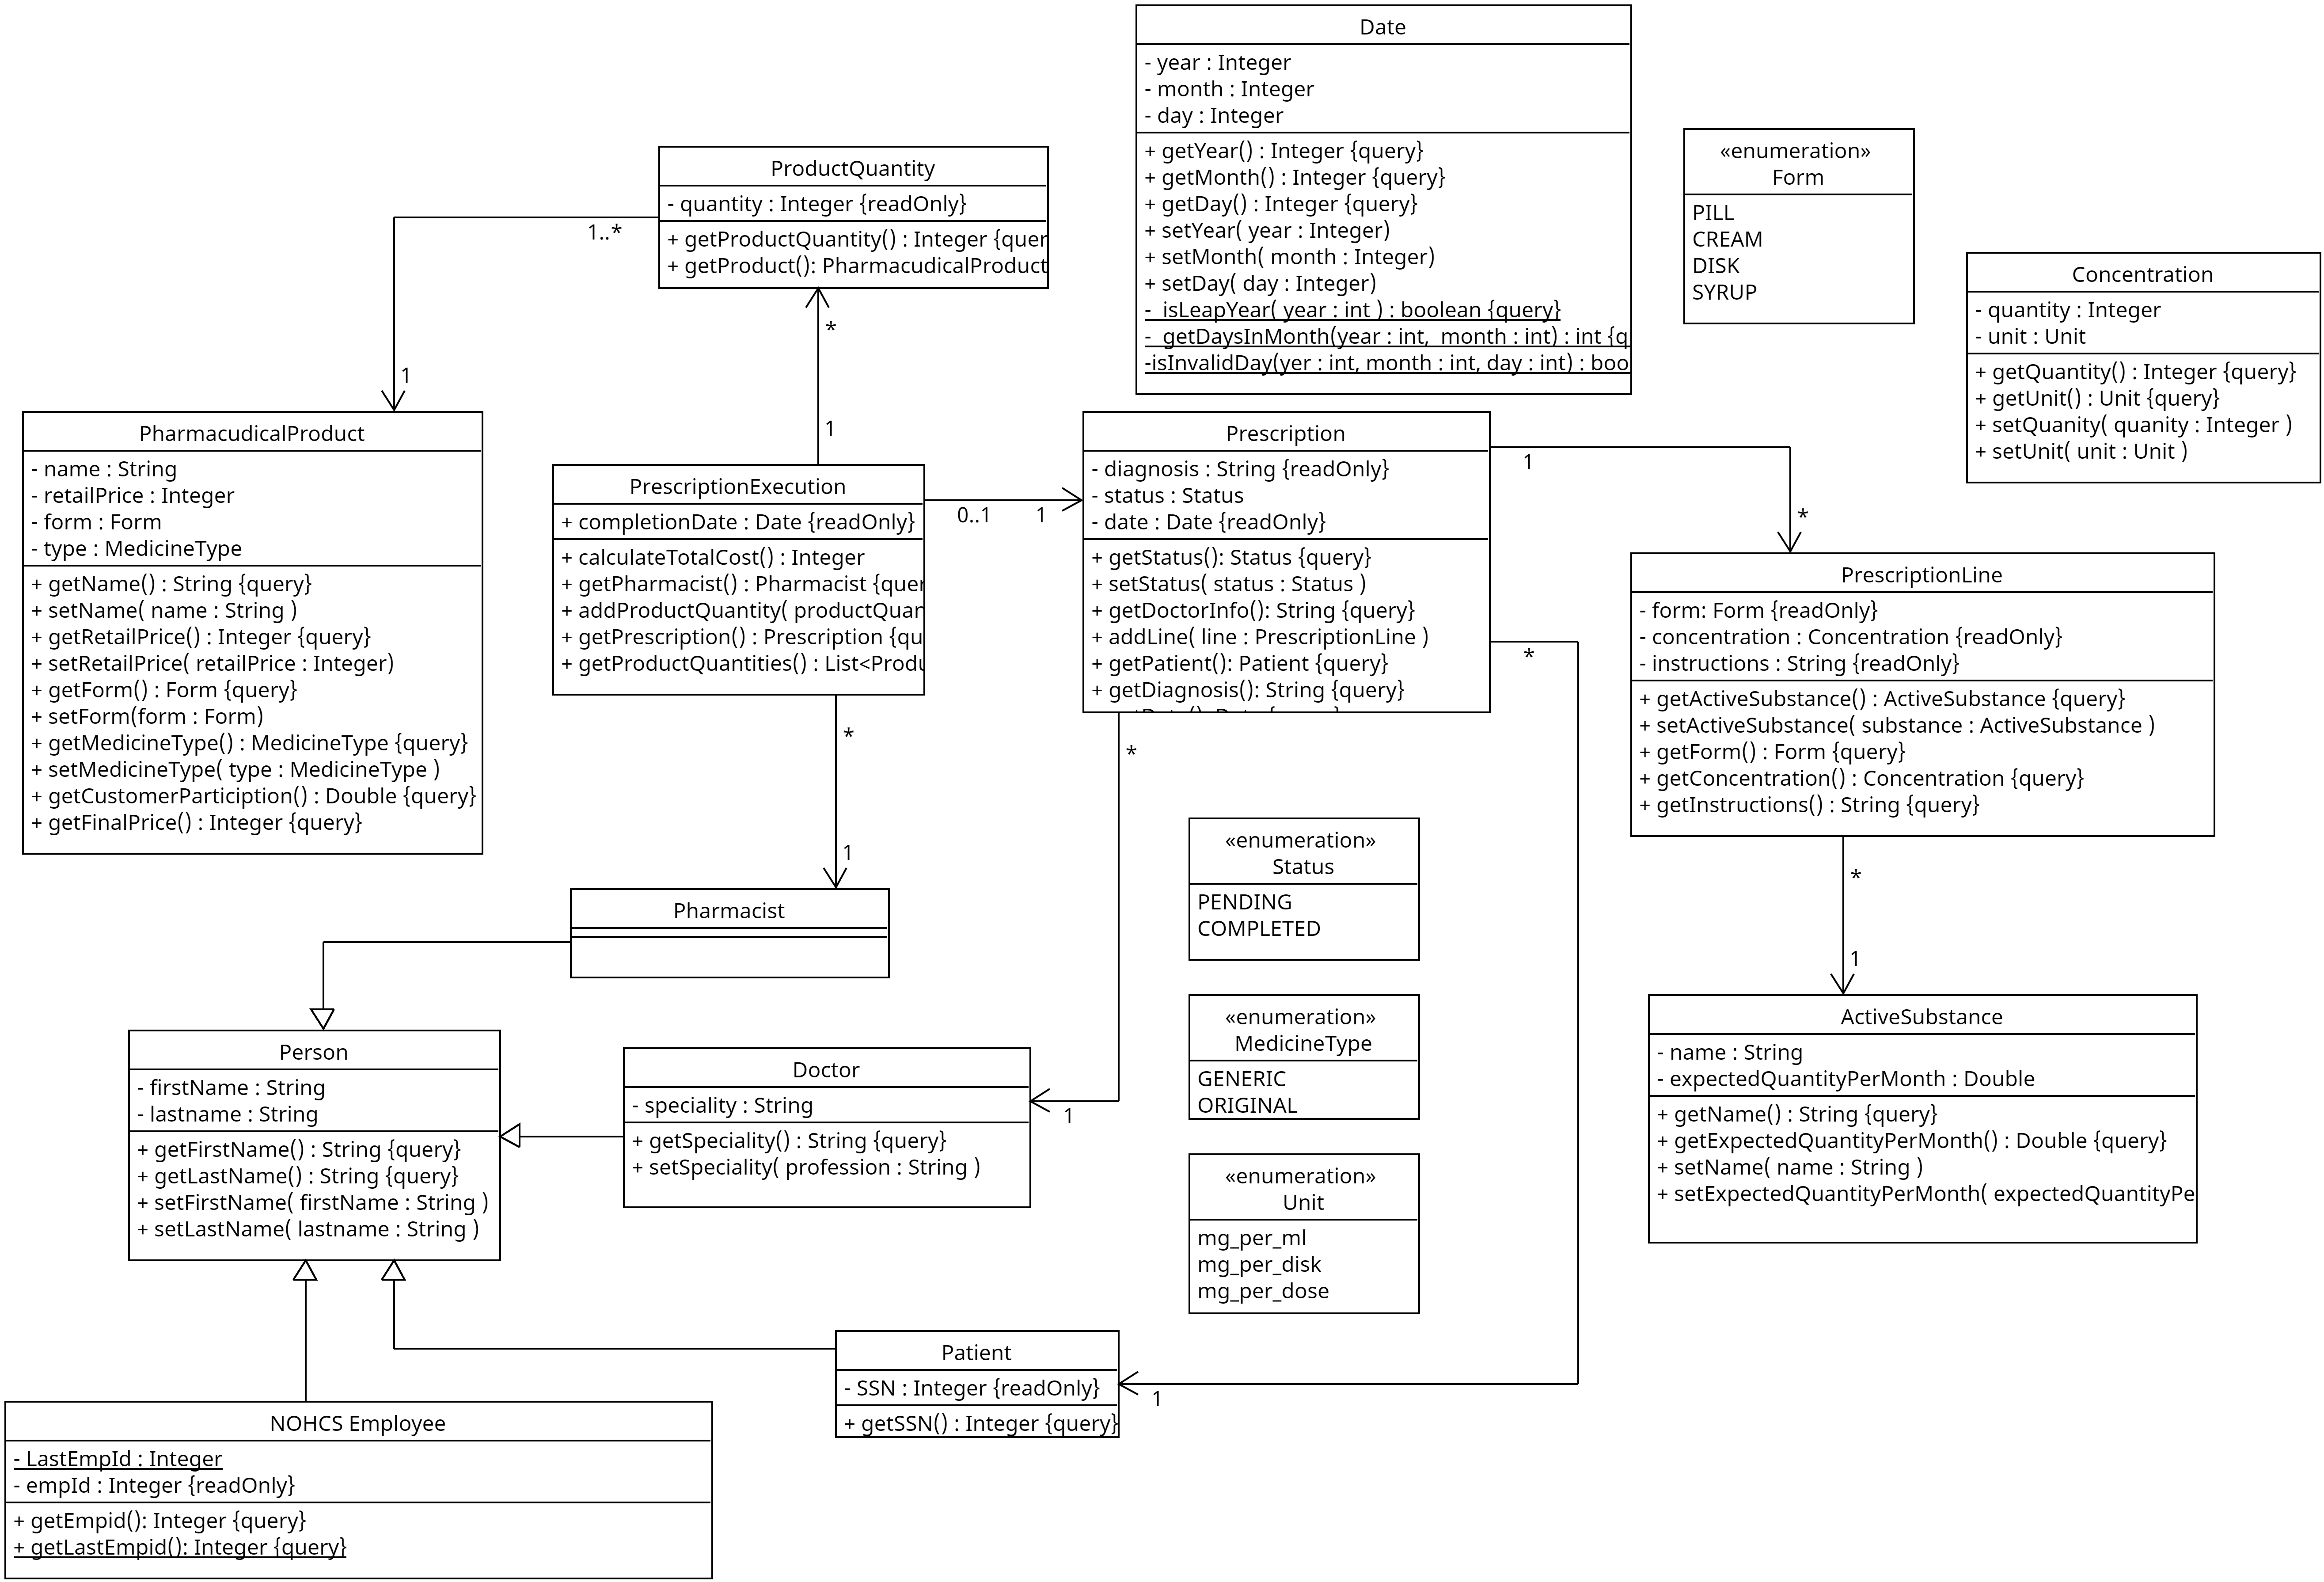 Date
- year : Integer
- month : Integer
- day : Integer
+ getYear() : Integer {query}
+ getMonth() : Integer {query}
+ getDay() : Integer {query}
+ setYear( year : Integer)
+ setMonth( month : Integer)
+ setDay( day : Integer)
- isLeapYear( year : int ) : boolean {query}
- getDaysInMonth(year : int, month : int) : int {q
-isInvalidDay(yer : int, month : int, day : int) : boo
«enumeration»
Form
PILL
CREAM
DISK
SYRUP
ProductQuantity
- quantity : Integer {readOnly}
+ getProductQuantity() : Integer {quer
+ getProduct(): PharmacudicalProduct
1..*
1
*
1
Concentration
- quantity : Integer
- unit : Unit
+ getQuantity() : Integer {query}
+ getUnit() : Unit {query}
+ setQuanity( quanity : Integer )
+ setUnit( unit : Unit )
PharmacudicalProduct
- name : String
- retailPrice : Integer
- form : Form
- type : MedicineType
+ getName() : String {query}
+ setName( name : String )
+ getRetailPrice() : Integer {query}
+ setRetailPrice( retailPrice : Integer)
+ getForm() : Form {query}
+ setForm(form : Form)
+ getMedicineType() : MedicineType {query}
+ setMedicineType( type : MedicineType )
+ getCustomerParticiption() : Double {query}
+ getFinalPrice() : Integer {query}
PrescriptionExecution
+ completionDate : Date {readOnly}
+ calculateTotalCost() : Integer
+ getPharmacist() : Pharmacist {quer
+ addProductQuantity( productQuan
+ getPrescription() : Prescription {qu
+ getProductQuantities() : List<Produ
0..1
1
Prescription
- diagnosis : String {readOnly}
- status : Status
- date : Date {readOnly}
+ getStatus(): Status {query}
+ setStatus( status : Status )
+ getDoctorInfo(): String {query}
+ addLine( line : PrescriptionLine )
+ getPatient(): Patient {query}
+ getDiagnosis(): String {query}
1
*
*
*
PrescriptionLine
- form: Form {readOnly}
- concentration : Concentration {readOnly}
- instructions : String {readOnly}
+ getActiveSubstance() : ActiveSubstance {query}
+ setActiveSubstance( substance : ActiveSubstance )
+ getForm() : Form {query}
+ getConcentration() : Concentration {query}
+ getInstructions() : String {query}
*
1
*
1
Pharmacist
«enumeration»
Status
PENDING
COMPLETED
«enumeration»
MedicineType
GENERIC
ORIGINAL
«enumeration»
Unit
mg_per_ml
mg_per_disk
mg_per_dose
ActiveSubstance
- name : String
- expectedQuantityPerMonth : Double
+ getName() : String {query}
+ getExpectedQuantityPerMonth() : Double {query}
+ setName( name : String )
+ setExpectedQuantityPerMonth( expectedQuantityPe
Person
- firstName : String
- lastname : String
+ getFirstName() : String {query}
+ getLastName() : String {query}
+ setFirstName( firstName : String )
+ setLastName( lastname : String )
Doctor
- speciality : String
+ getSpeciality() : String {query}
+ setSpeciality( profession : String )
1
Patient
- SSN : Integer {readOnly}
+ getSSN() : Integer {query}
1
NOHCS Employee
- LastEmpId : Integer
- empId : Integer {readOnly}
+ getEmpid(): Integer {query}
+ getLastEmpid(): Integer {query}